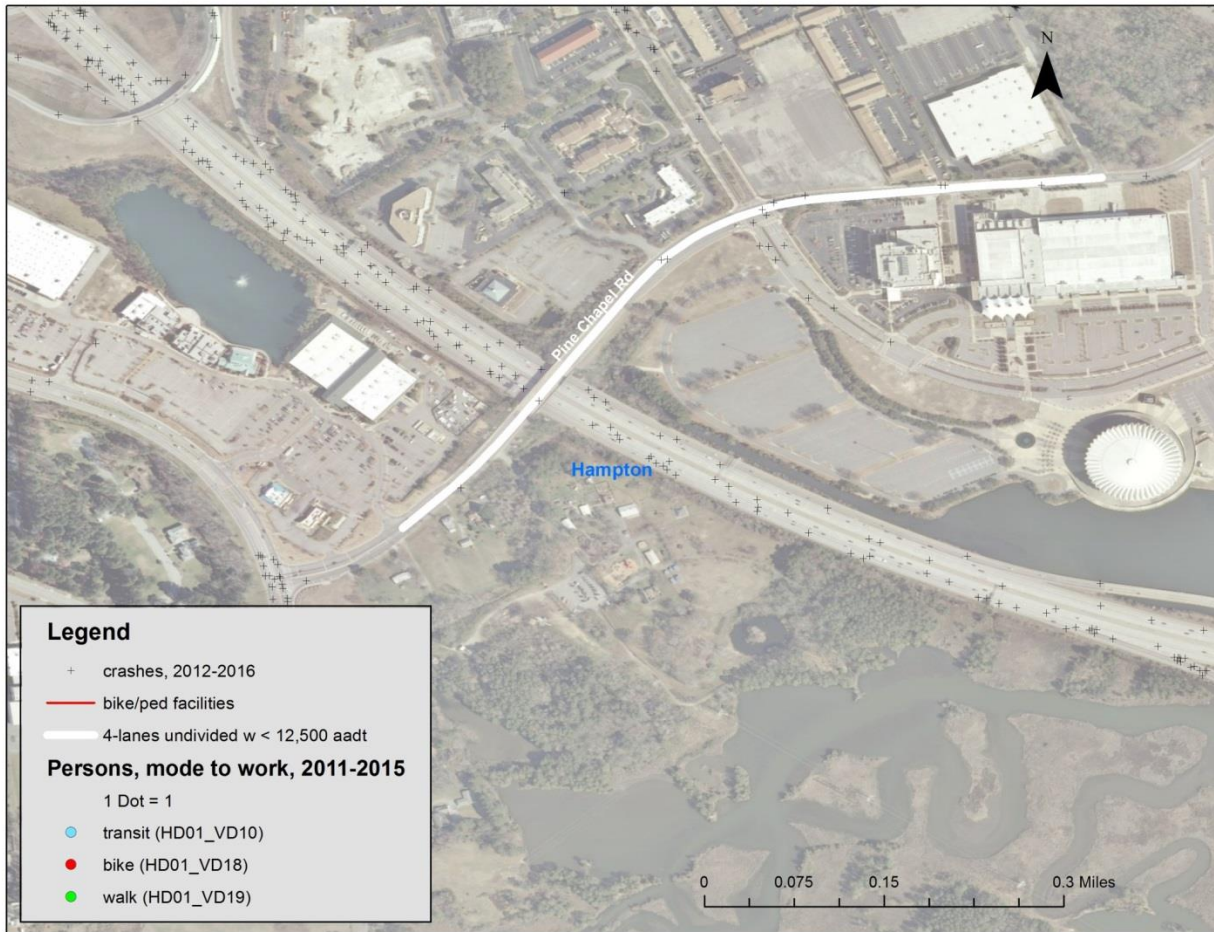 N
Pine Chapel Rd
Hampton
Legend
crashes, 2012-2016
bike/ped facilities
4-lanes undivided w < 12,500 aadt
Persons, mode to work, 2011-2015
1 Dot = 1
transit (HD01_VD10)
bike (HD01_VD18)
walk (HD01_VD19)
0 0.075 0.15 0.3 Miles